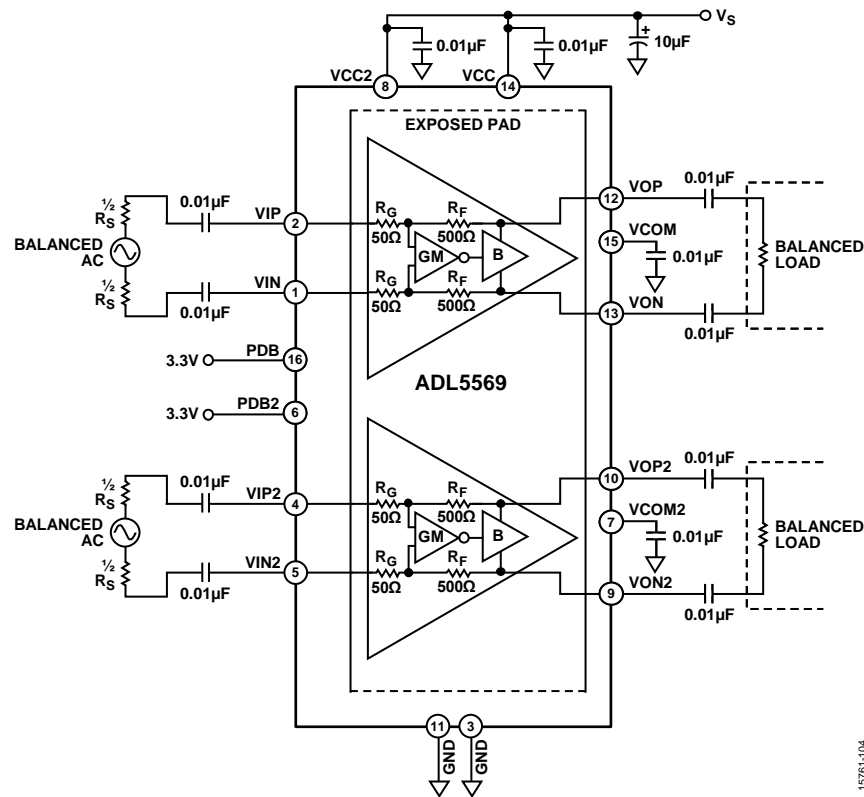 VS
0.01µF
0.01µF
10µF
+
VCC2
VCC
8
14
EXPOSED PAD
½
RS
0.01µF
VIP
2
RG
50Ω
RF
500Ω
12
VOP
0.01µF
BALANCED
AC
GM
B
15
VCOM
0.01µF
BALANCED
LOAD
½
RS
0.01µF
VIN
1
RG
50Ω
RF
500Ω
13
VON
0.01µF
3.3V
PDB
16
ADL5569
3.3V
PDB2
6
½
RS
0.01µF
VIP2
4
RG
50Ω
RF
500Ω
10
VOP2
0.01µF
BALANCED
AC
GM
B
7
VCOM2
0.01µF
BALANCED
LOAD
½
RS
0.01µF
VIN2
5
RG
50Ω
RF
500Ω
9
VON2
0.01µF
11
3
GND
GND
15761-104